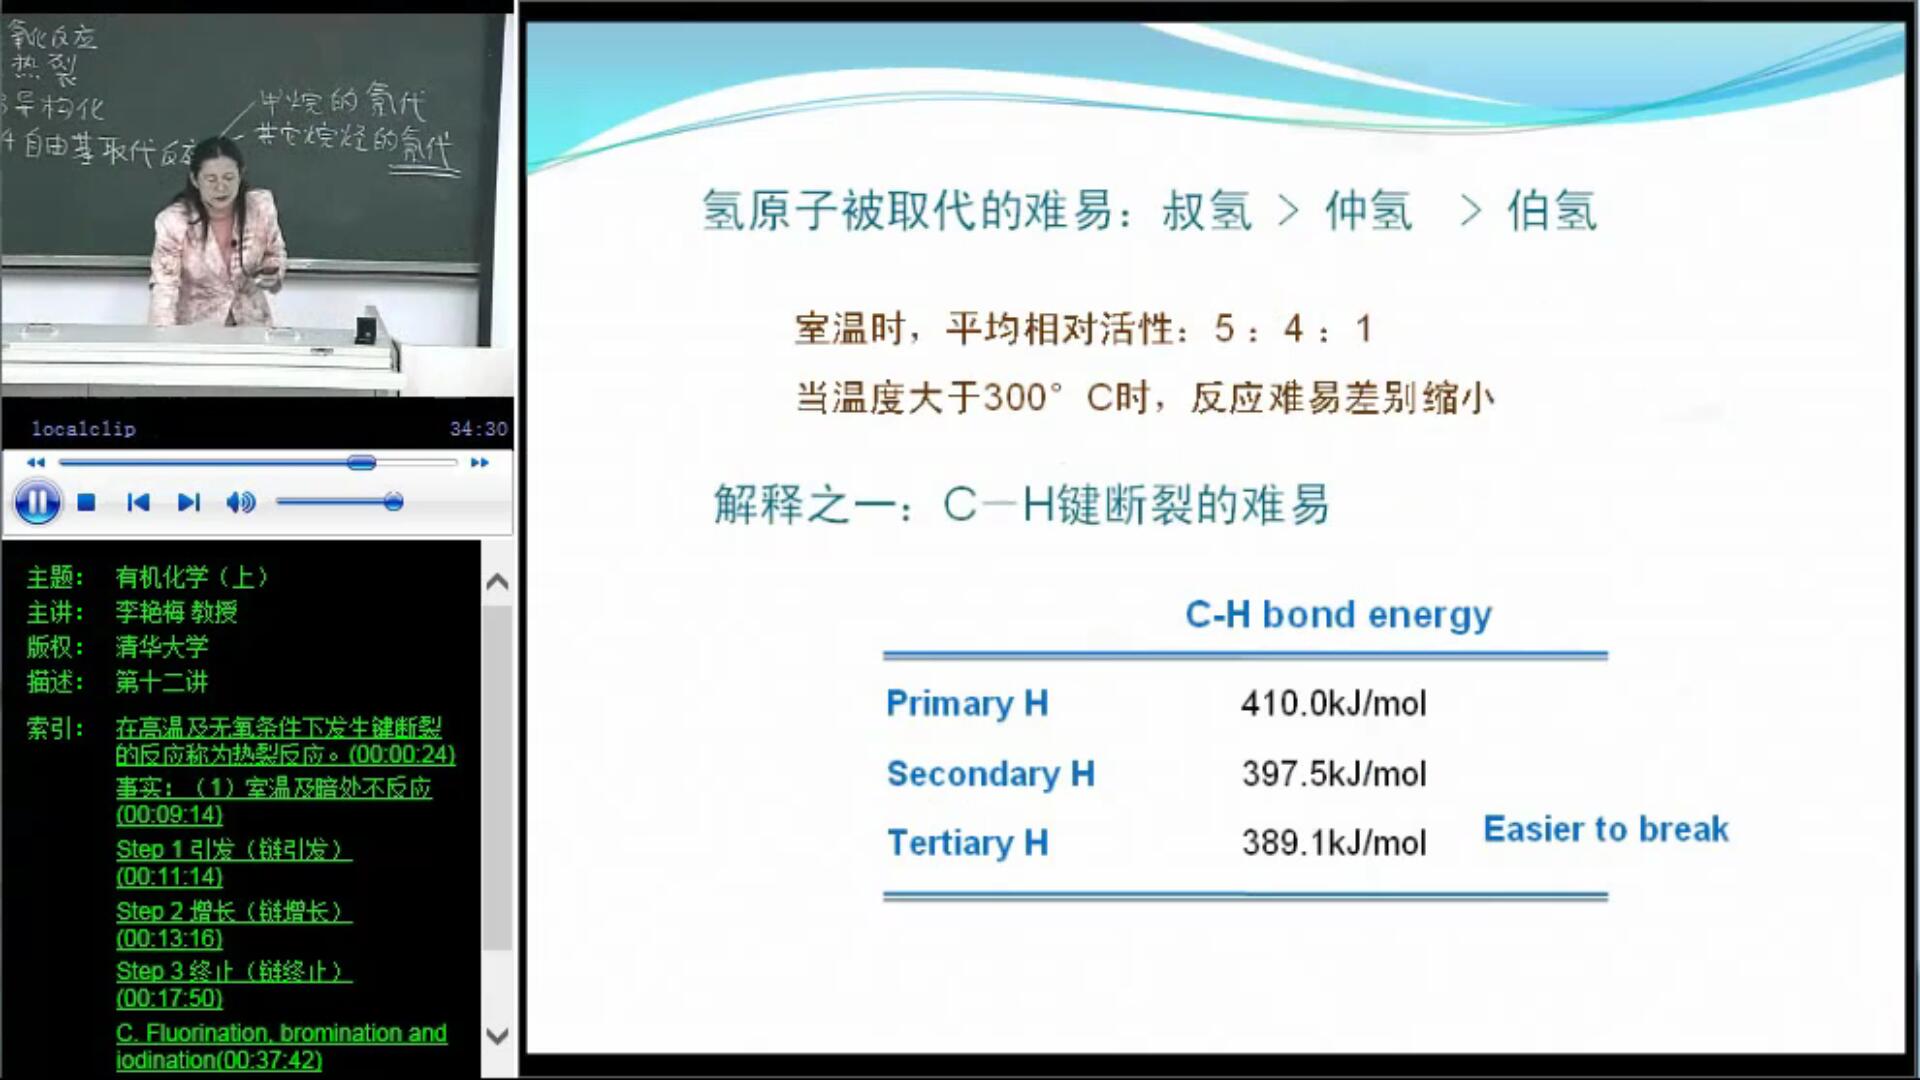 氧化反应
热裂
异构化
自由基取代反应
甲烷的氯代
其它烷烃的氯代
localclip 34:30
主题: 有机化学（上）
主讲: 李艳梅 教授
版权: 清华大学
描述: 第十二讲
索引: 在高温及无氧条件下发生键断裂
的反应称为热裂反应。(00:00:24)
事实:（1）室温及暗处不反应
(00:09:14)
Step 1 引发（链引发）
(00:11:14)
Step 2 增长（链增长）
(00:13:16)
Step 3 终止（链终止）
(00:17:50)
C. Fluorination, bromination and
iodination(00:37:42)
氢原子被取代的难易：叔氢 > 仲氢 > 伯氢
室温时，平均相对活性：5：4：1
当温度大于300°C时，反应难易差别缩小
解释之一：C－H键断裂的难易
C-H bond energy
Primary H 410.0kJ/mol
Secondary H 397.5kJ/mol
Tertiary H 389.1kJ/mol
Easier to break